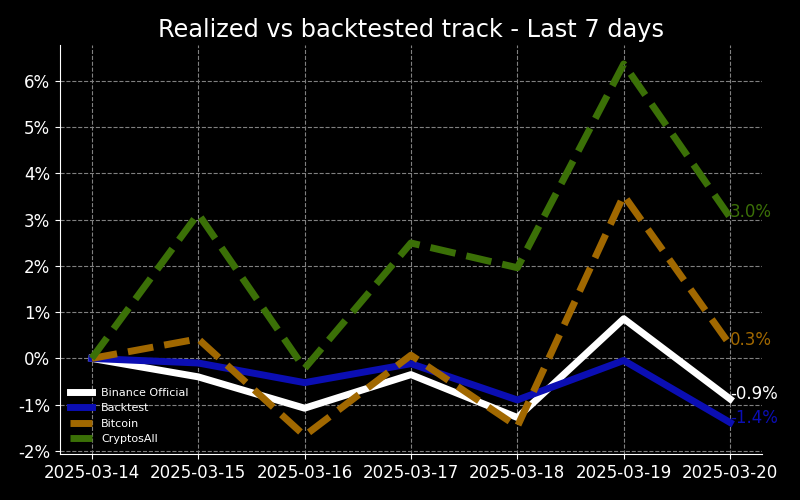 Realized vs backtested track - Last 7 days
6%
5%
4%
3%
2%
1%
0%
-1%
-2%
3.0%
0.3%
-0.9%
-1.4%
Binance Official
Backtest
Bitcoin
CryptosAll
2025-03-14 2025-03-15 2025-03-16 2025-03-17 2025-03-18 2025-03-19 2025-03-20